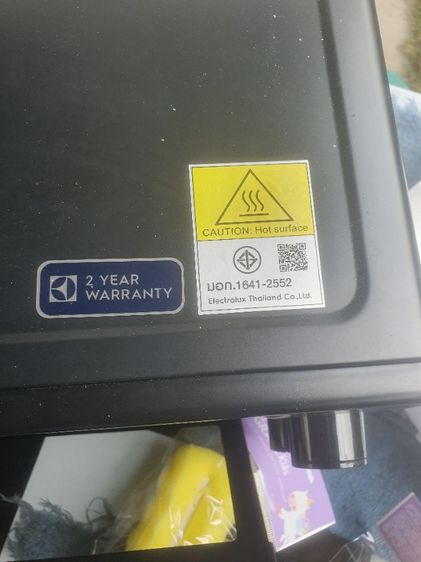 CAUTION: Hot surface
มอก.1641-2552
Electrolux Thailand Co.,Ltd.
2 YEAR
WARRANTY